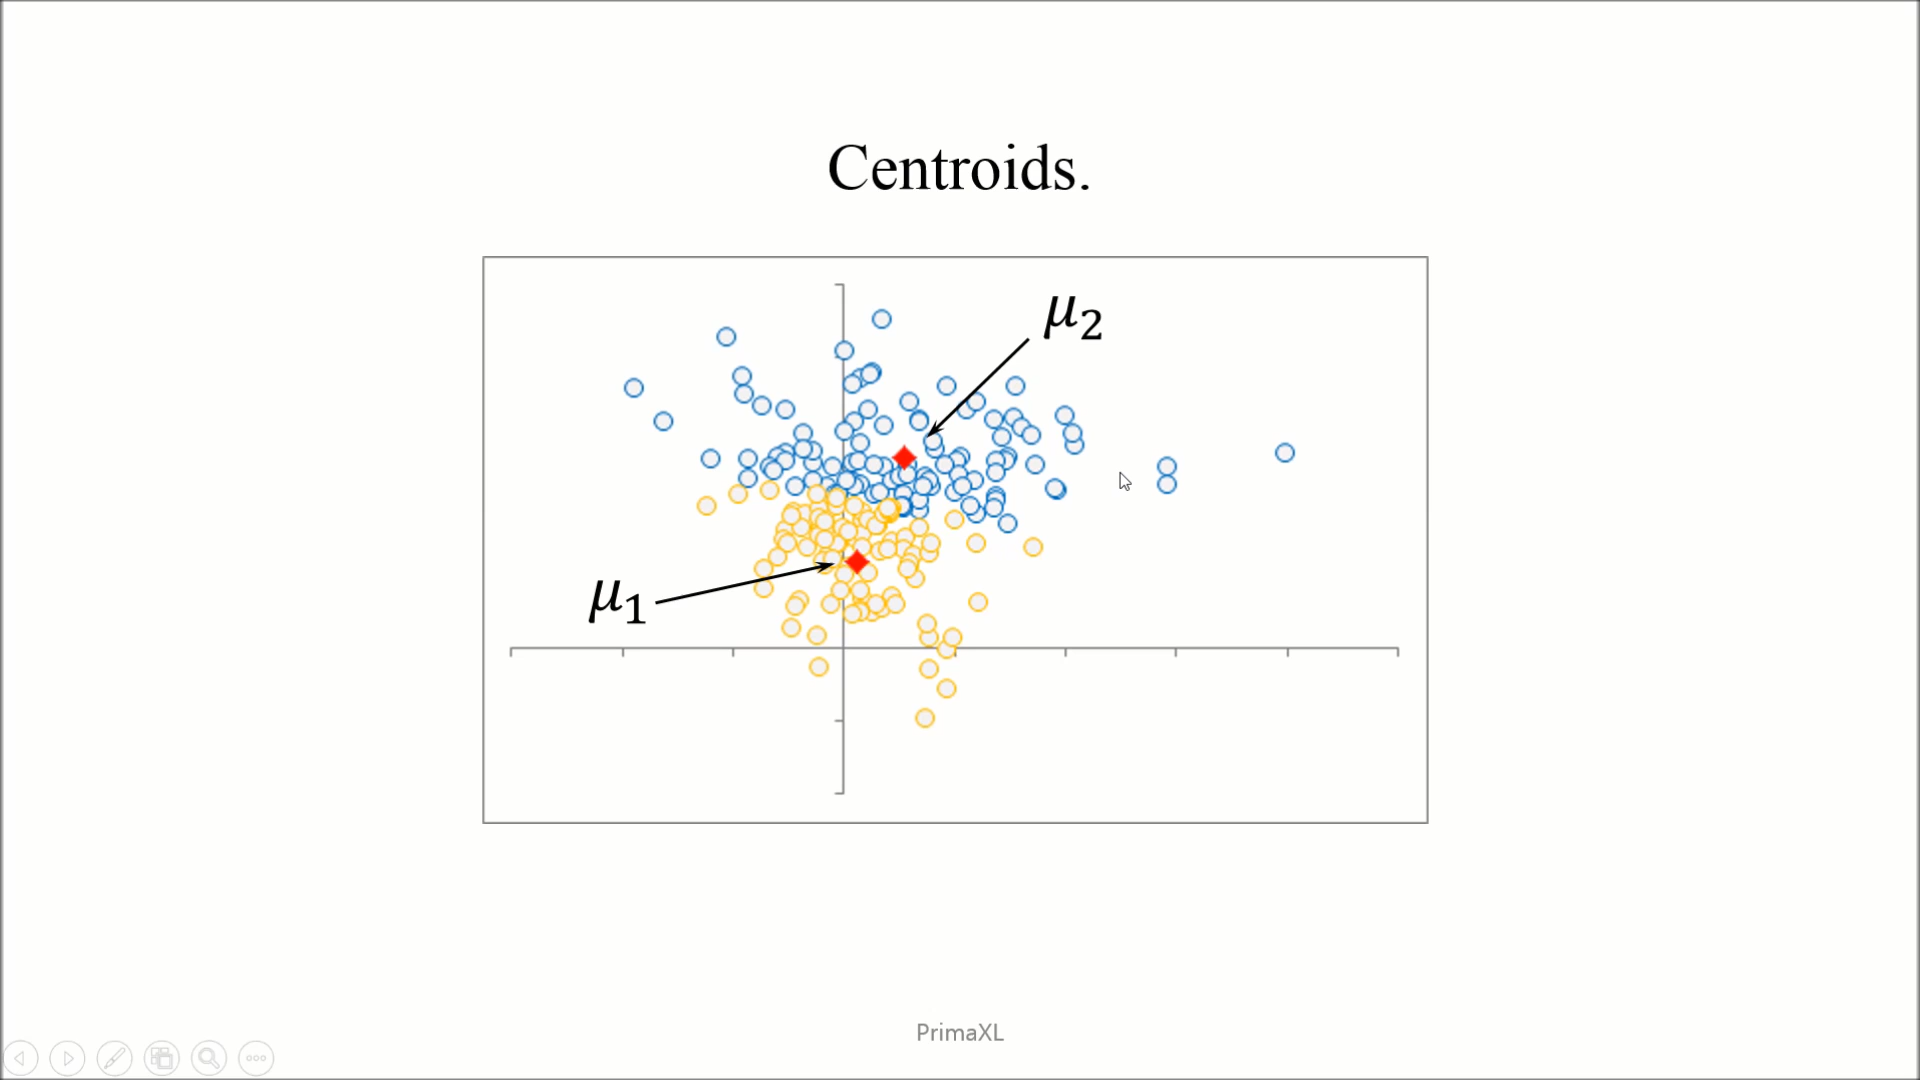 Centroids.
μ₂
μ₁
PrimaXL